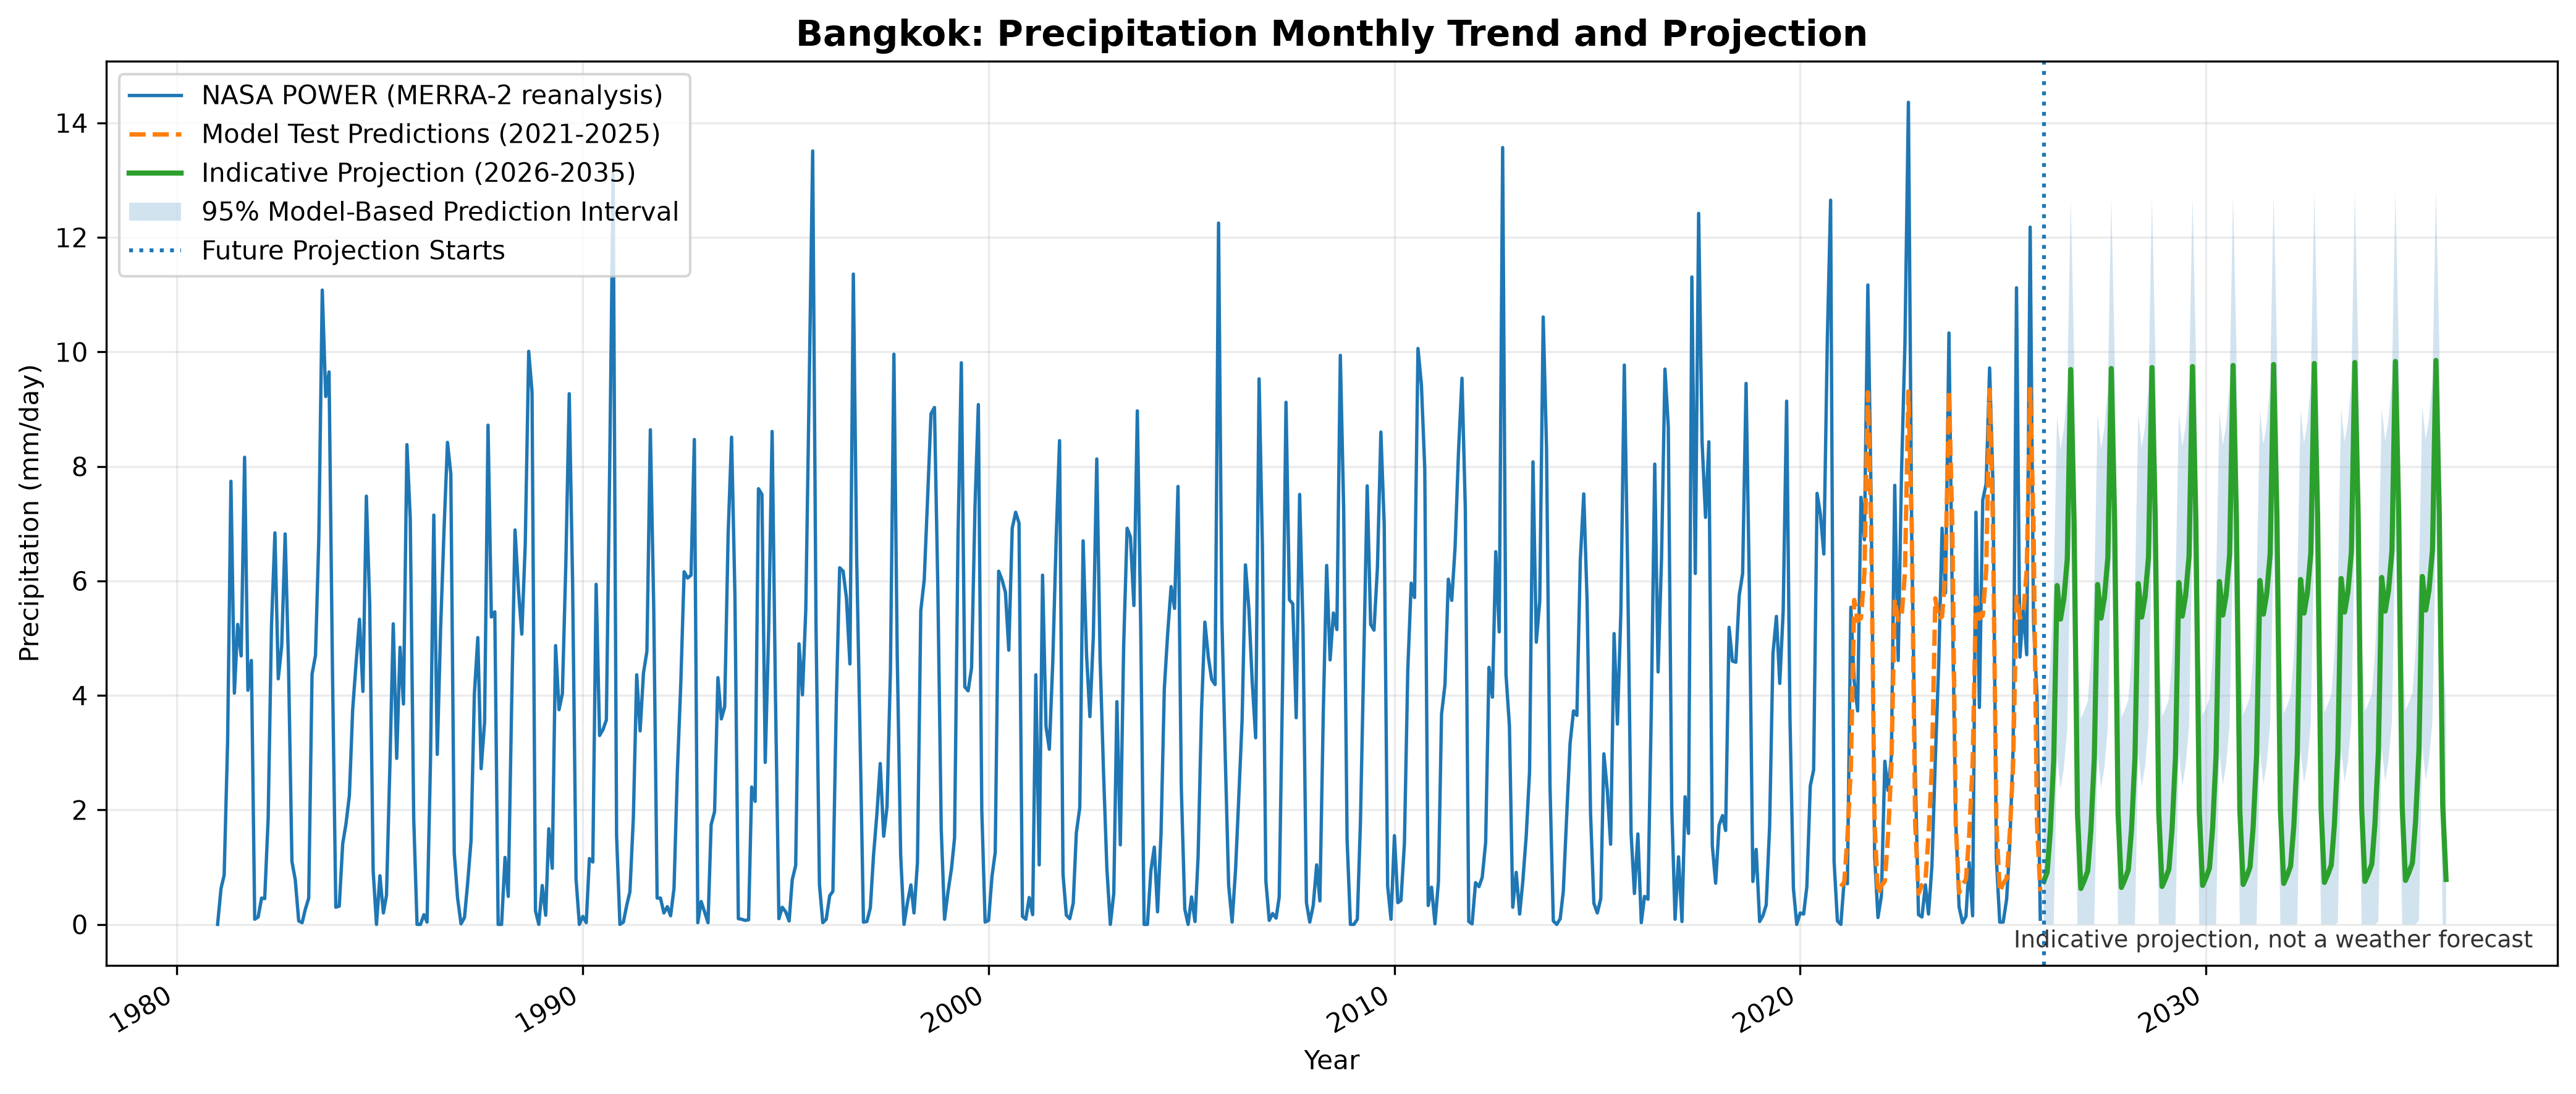 Bangkok: Precipitation Monthly Trend and Projection
NASA POWER (MERRA-2 reanalysis)
Model Test Predictions (2021-2025)
Indicative Projection (2026-2035)
95% Model-Based Prediction Interval
Future Projection Starts
Precipitation (mm/day)
14
12
10
8
6
4
2
0
Indicative projection, not a weather forecast
1980
1990
2000
2010
2020
2030
Year